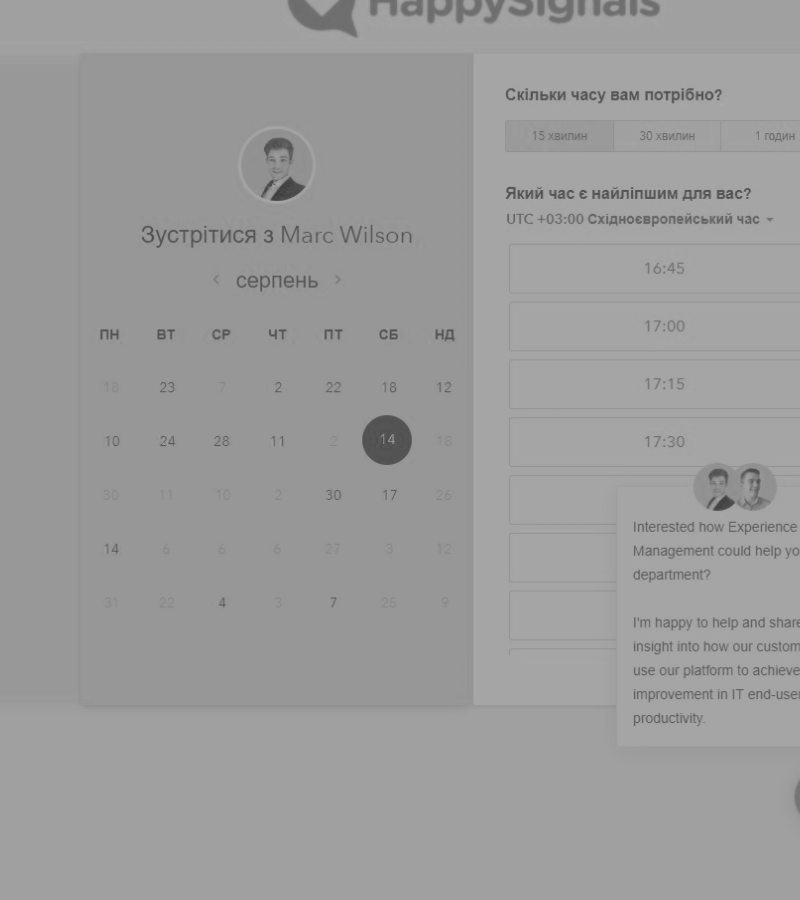 HappySignals
Зустрітися з Marc Wilson
серпень
ПН ВТ СР ЧТ ПТ СБ НД
18 23 7 2 22 18 12
10 24 28 11 2 14 18
30 11 10 2 30 17 26
14 6 6 6 27 3 12
31 22 4 3 7 25 9
Скільки часу вам потрібно?
15 хвилин 30 хвилин 1 годин
Який час є найліпшим для вас?
UTC +03:00 Східноєвропейський час
16:45
17:00
17:15
17:30
Interested how Experience
Management could help yo
department?
I'm happy to help and share
insight into how our custom
use our platform to achieve
improvement in IT end-user
productivity.